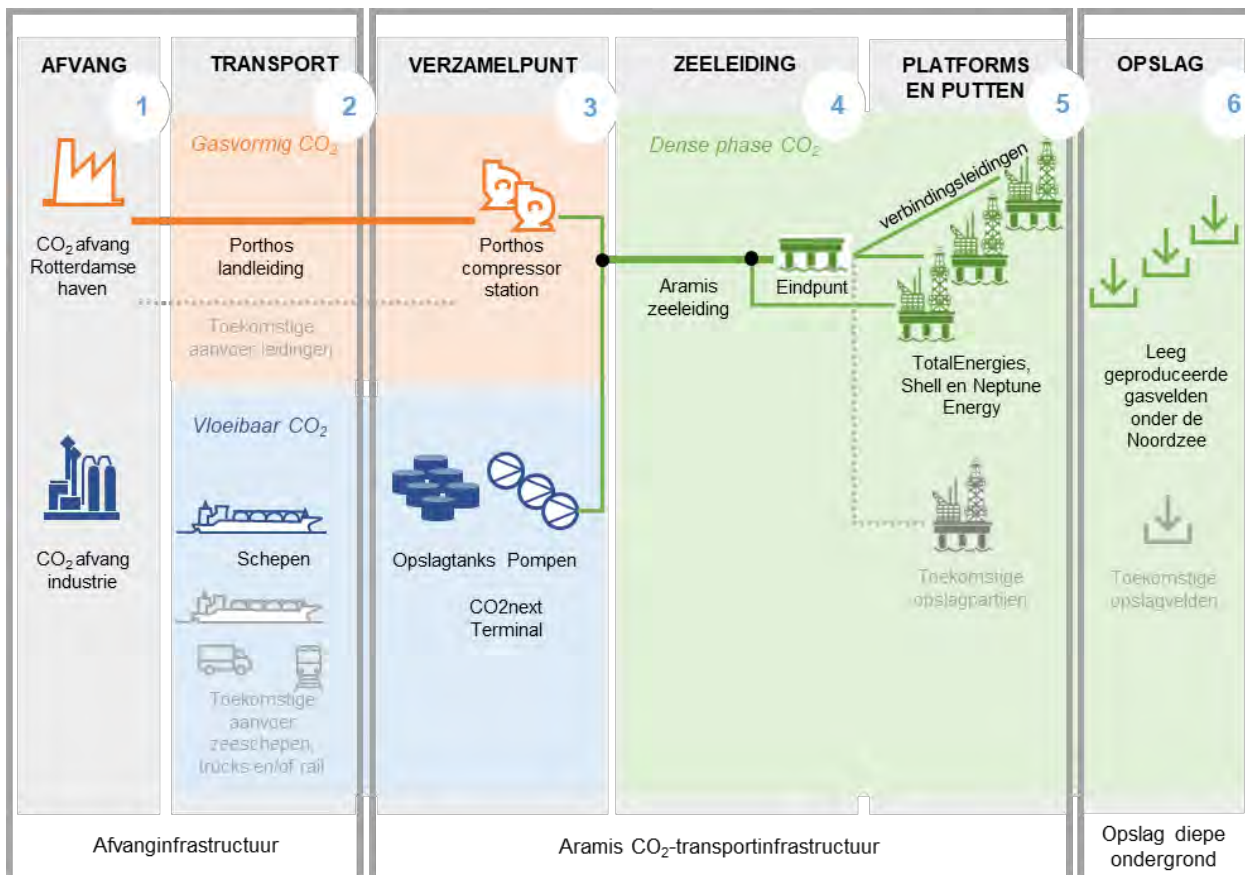 AFVANG
1
TRANSPORT
2
VERZAMELPUNT
3
ZEELEIDING
4
PLATFORMS
EN PUTTEN
5
OPSLAG
6
Gasvormig CO₂
Dense phase CO₂
verbindingsleidingen
CO₂ afvang
Rotterdamse
haven
Porthos
landleiding
Porthos
compressor
station
Aramis
zeeleiding
Eindpunt
Toekomstige
aanvoer leidingen
TotalEnergies,
Shell en Neptune
Energy
Leeg
geproduceerde
gasvelden
onder de
Noordzee
Vloeibaar CO₂
CO₂ afvang
industrie
Schepen
Opslagtanks
Pompen
CO2next
Terminal
Toekomstige
opslagpartijen
Toekomstige
opslagvelden
Toekomstige
aanvoer
zeeschepen,
trucks en/of rail
Afvanginfrastructuur
Aramis CO₂-transportinfrastructuur
Opslag diepe
ondergrond